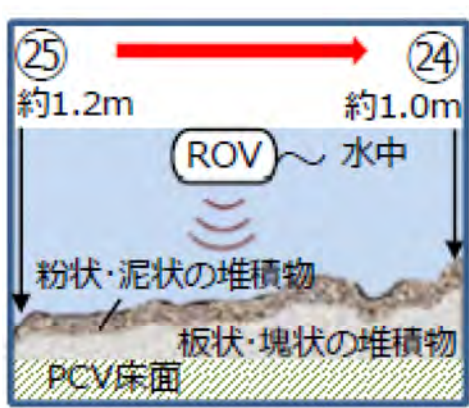 ㉕ ㉔
約1.2m 約1.0m
ROV 水中
粉状・泥状の堆積物
板状・塊状の堆積物
PCV床面